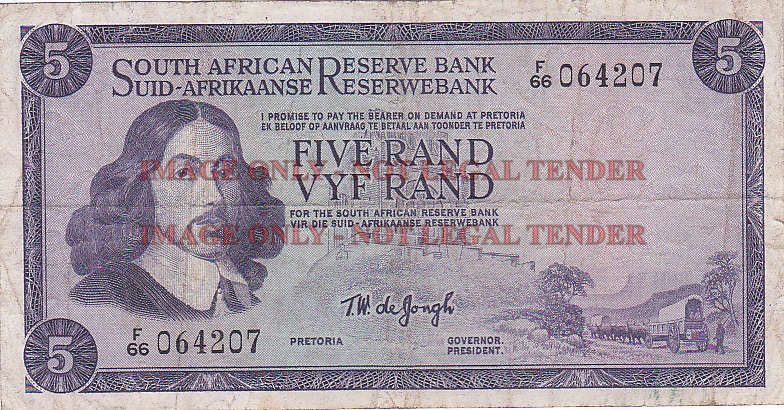 5 5
SOUTH AFRICAN RESERVE BANK
SUID-AFRIKAANSE RESERWEBANK
F/66 064207
I PROMISE TO PAY THE BEARER ON DEMAND AT PRETORIA
EK BELOOF OP AANVRAAG TE BETAAL AAN TOONDER TE PRETORIA
FIVE RAND
IMAGE ONLY - NOT LEGAL TENDER
VYF RAND
FOR THE SOUTH AFRICAN RESERVE BANK
VIR DIE SUID-AFRIKAANSE RESERWEBANK
IMAGE ONLY - NOT LEGAL TENDER
T.W. de Jongh
F/66 064207
PRETORIA
GOVERNOR.
PRESIDENT.
5